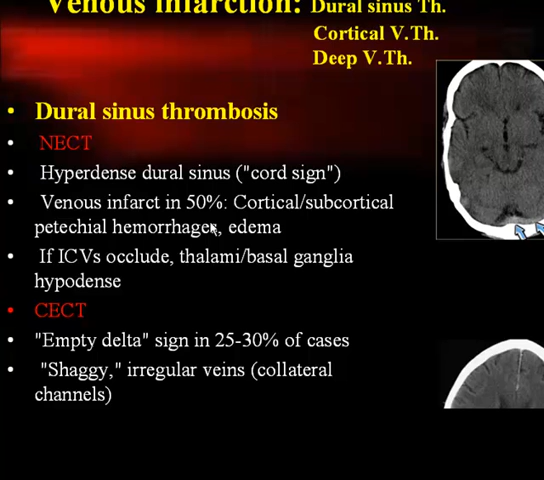 Venous infarction: Dural sinus Th.
Cortical V.Th.
Deep V.Th.
• Dural sinus thrombosis
• NECT
• Hyperdense dural sinus ("cord sign")
• Venous infarct in 50%: Cortical/subcortical
petechial hemorrhages, edema
• If ICVs occlude, thalami/basal ganglia
hypodense
• CECT
• "Empty delta" sign in 25-30% of cases
• "Shaggy," irregular veins (collateral
channels)